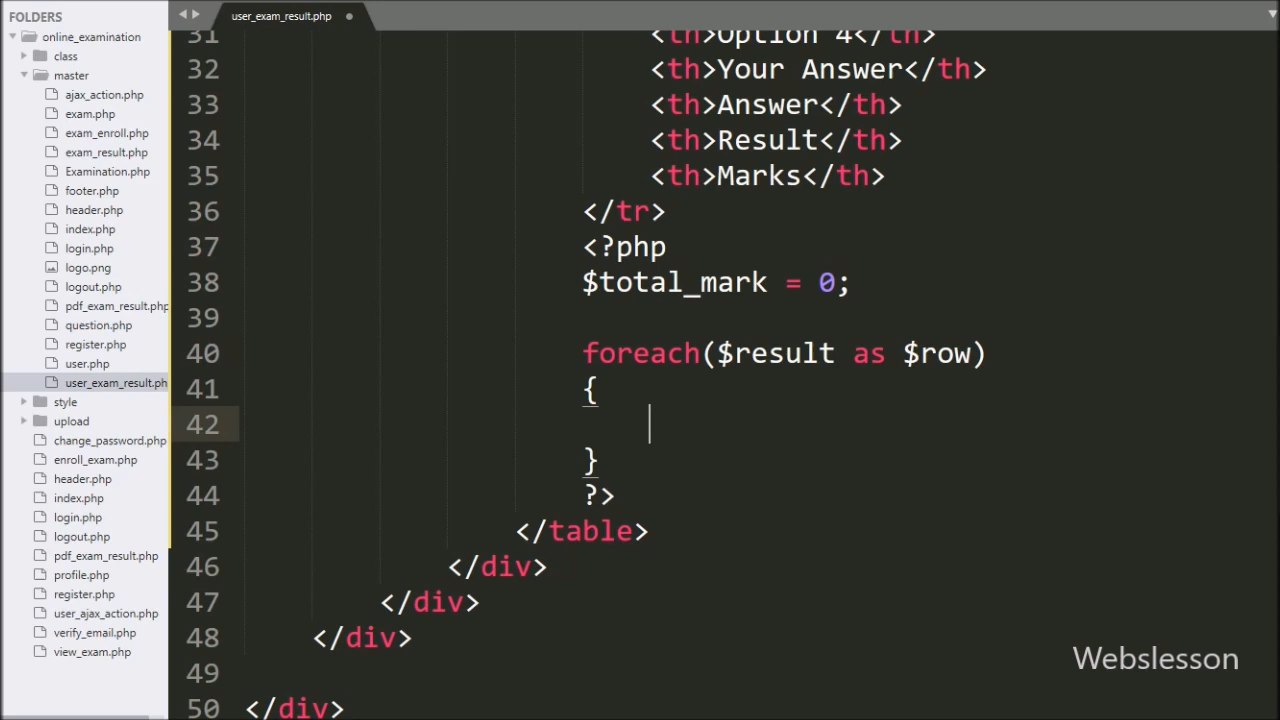 FOLDERS
online_examination
class
master
ajax_action.php
exam.php
exam_enroll.php
exam_result.php
Examination.php
footer.php
header.php
index.php
login.php
logo.png
logout.php
pdf_exam_result.php
question.php
register.php
user.php
user_exam_result.ph
style
upload
change_password.php
enroll_exam.php
header.php
index.php
login.php
logout.php
pdf_exam_result.php
profile.php
register.php
user_ajax_action.php
verify_email.php
view_exam.php
user_exam_result.php
31 <th>Option 4</th>
32 <th>Your Answer</th>
33 <th>Answer</th>
34 <th>Result</th>
35 <th>Marks</th>
36 </tr>
37 <?php
38 $total_mark = 0;
39
40 foreach($result as $row)
41 {
42
43 }
44 ?>
45 </table>
46 </div>
47 </div>
48 </div>
49
50 </div>
Webslesson